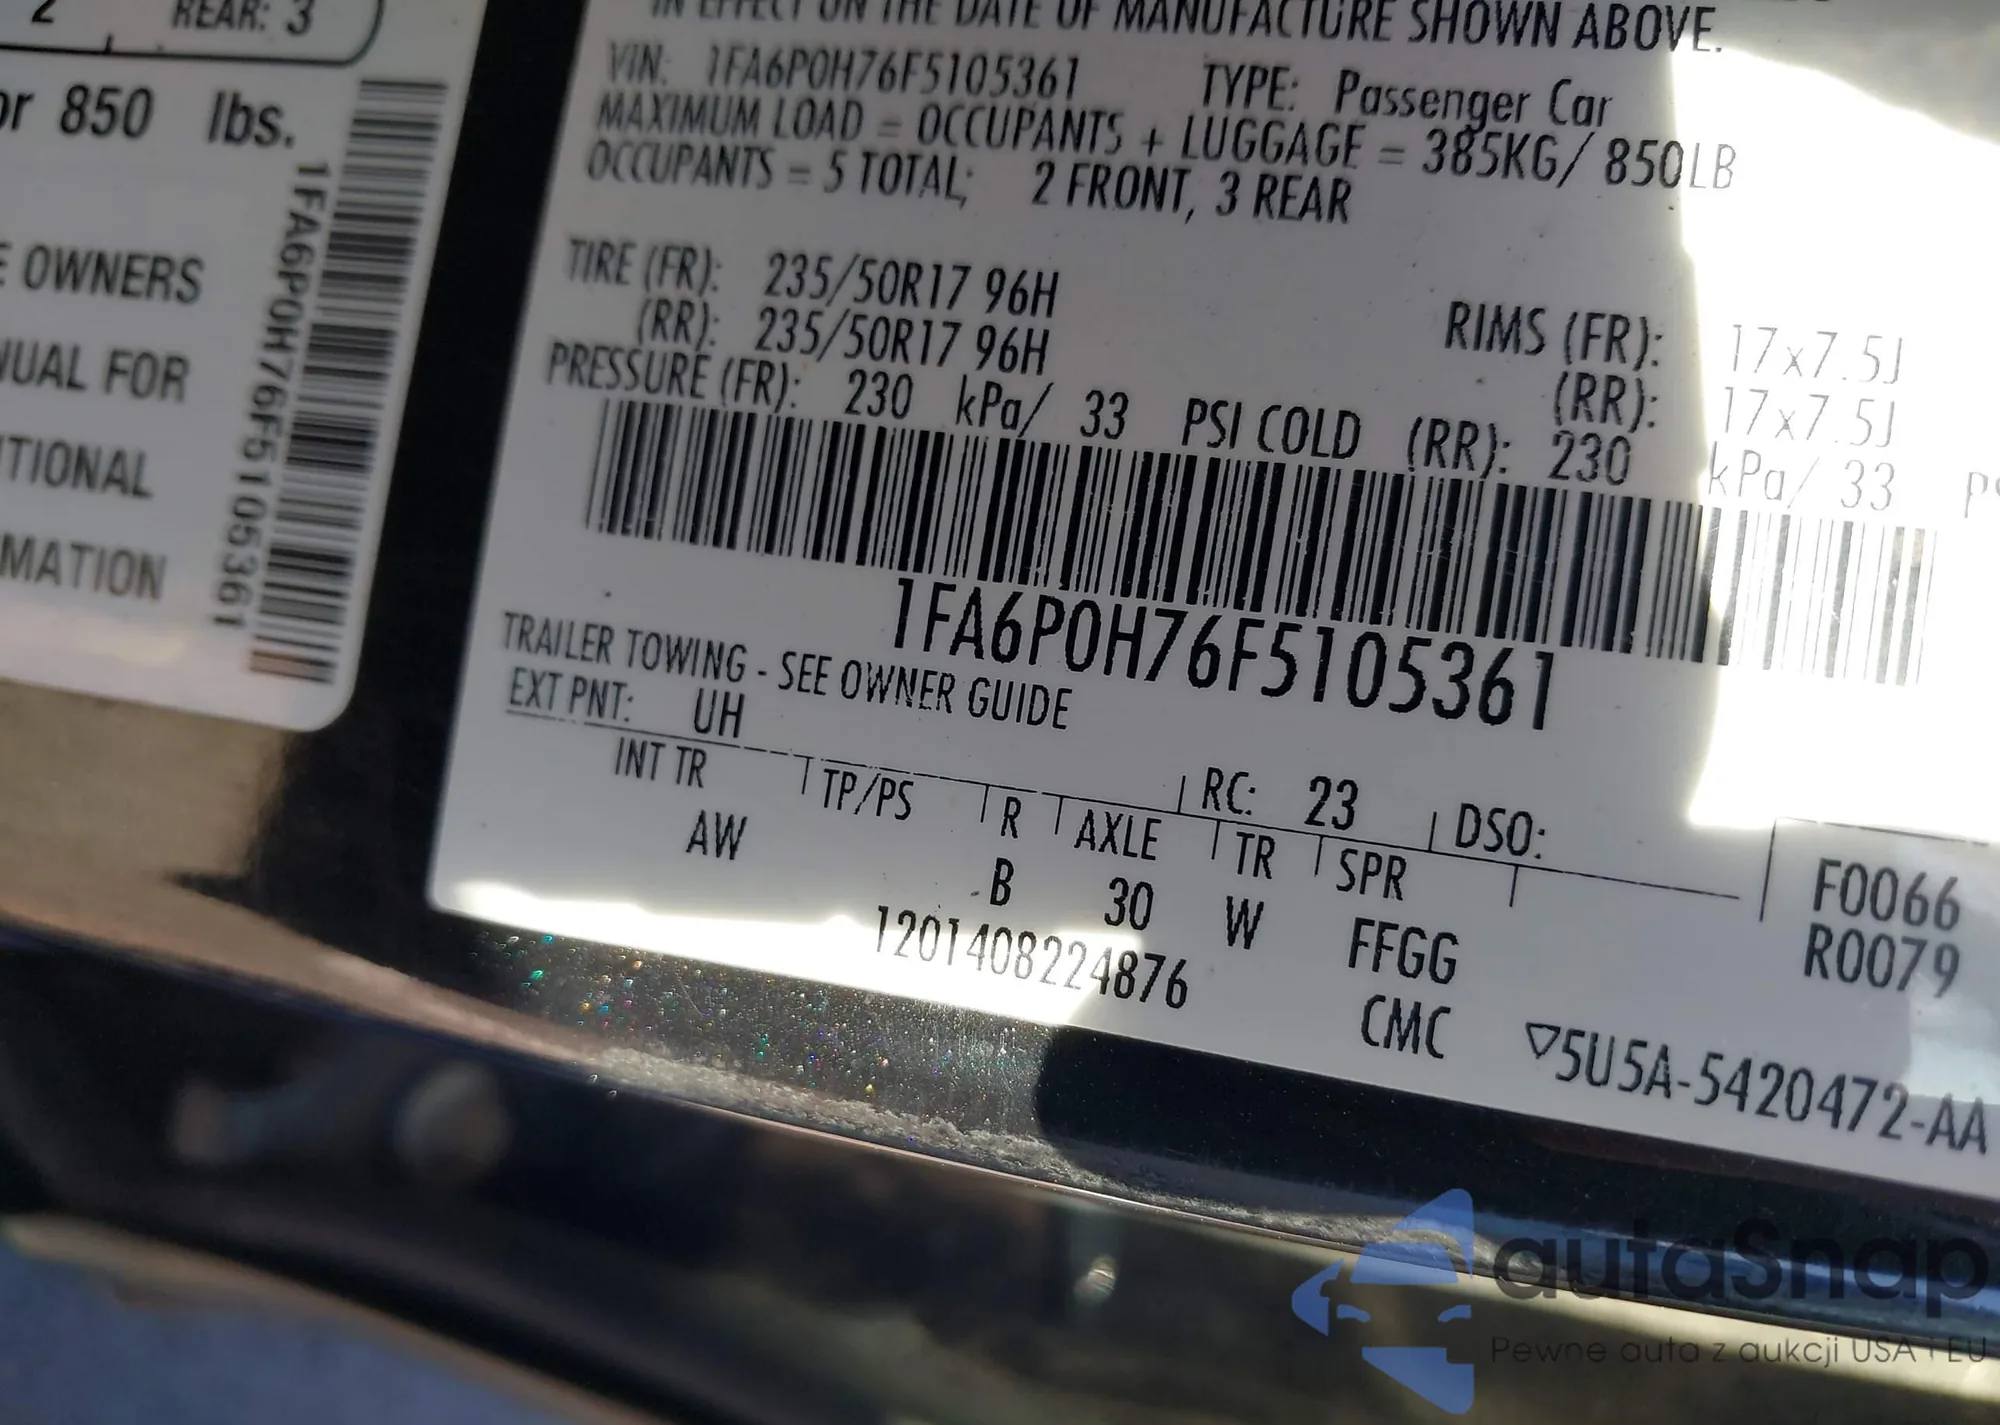 2 REAR: 3
850 lbs.
OWNERS
FOR
1FA6P0H76F5105361
IN EFFECT ON THE DATE OF MANUFACTURE SHOWN ABOVE.
VIN: 1FA6P0H76F5105361 TYPE: Passenger Car
MAXIMUM LOAD = OCCUPANTS + LUGGAGE = 385KG/ 850LB
OCCUPANTS = 5 TOTAL; 2 FRONT, 3 REAR
TIRE (FR): 235/50R17 96H RIMS (FR): 17x7.5J
(RR): 235/50R17 96H (RR): 17x7.5J
PRESSURE (FR): 230 kPa/ 33 PSI COLD (RR): 230 kPa/ 33
1FA6P0H76F5105361
TRAILER TOWING - SEE OWNER GUIDE
EXT PNT: UH RC: 23 DSO:
INT TR TP/PS R AXLE TR SPR F0066
AW B 30 W FFGG R0079
1201408224876 CMC
▽5U5A-5420472-AA
autaSnap
Pewne auta z aukcji USA i EU